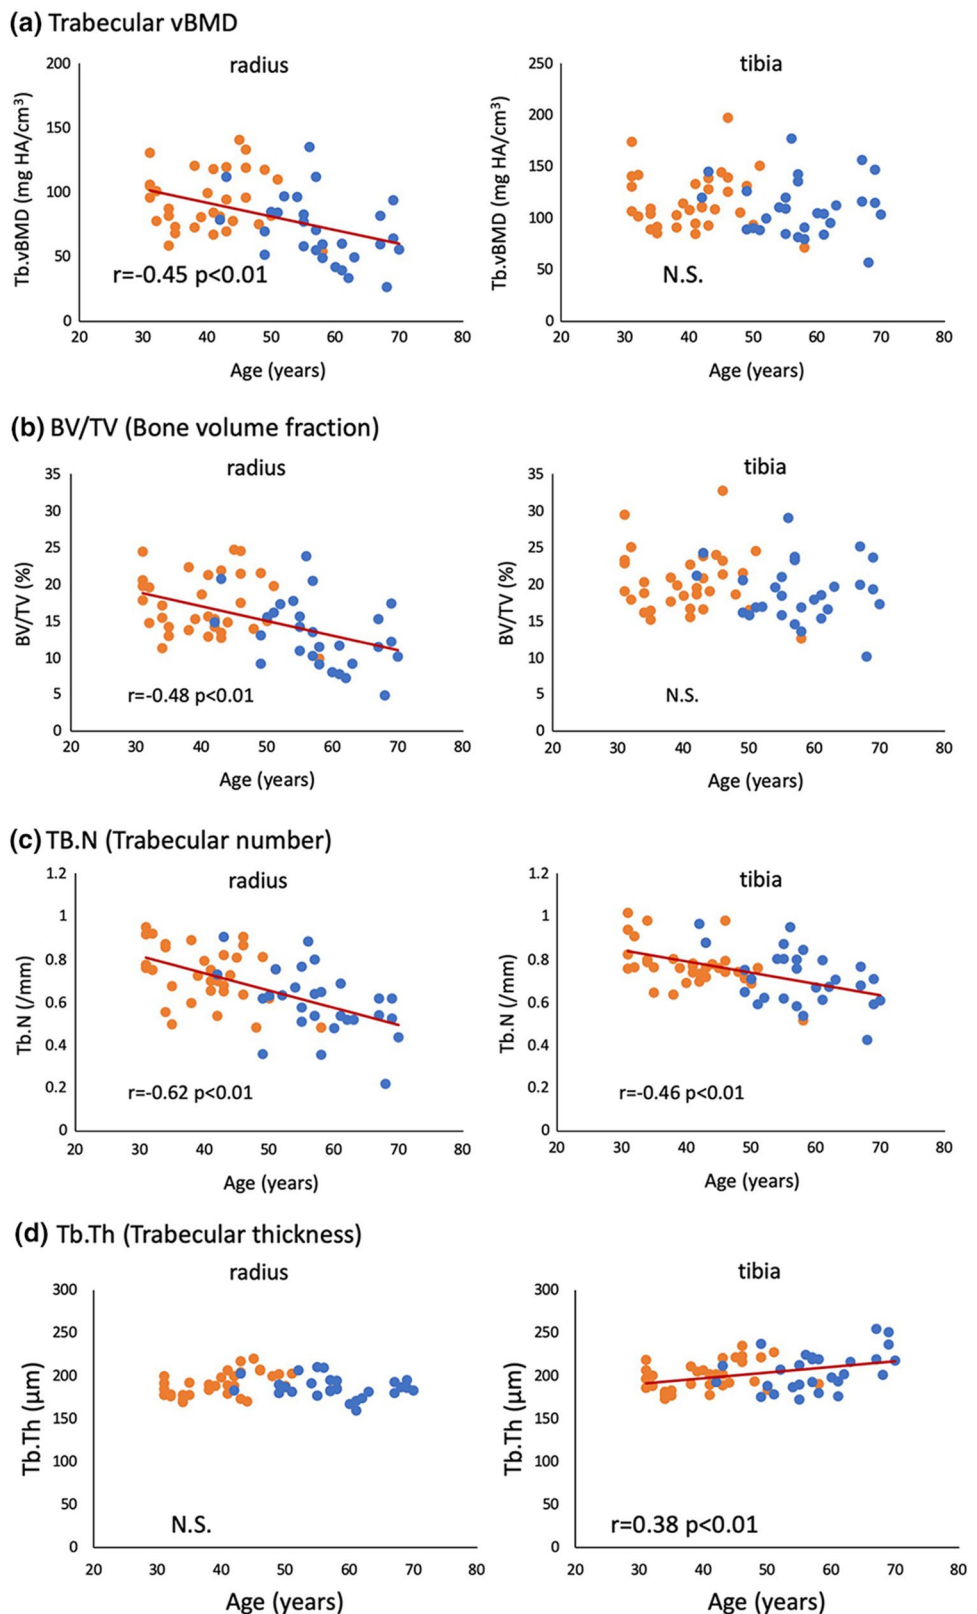 (a) Trabecular vBMD
radius
Tb.vBMD (mg HA/cm³)
200
150
100
50
0
r=-0.45 p<0.01
20 30 40 50 60 70 80
Age (years)
tibia
Tb.vBMD (mg HA/cm³)
250
200
150
100
50
0
N.S.
20 30 40 50 60 70 80
Age (years)
(b) BV/TV (Bone volume fraction)
radius
BV/TV (%)
35
30
25
20
15
10
5
0
r=-0.48 p<0.01
20 30 40 50 60 70 80
Age (years)
tibia
BV/TV (%)
35
30
25
20
15
10
5
0
N.S.
20 30 40 50 60 70 80
Age (years)
(c) TB.N (Trabecular number)
radius
Tb.N (/mm)
1.2
1
0.8
0.6
0.4
0.2
0
r=-0.62 p<0.01
20 30 40 50 60 70 80
Age (years)
tibia
Tb.N (/mm)
1.2
1
0.8
0.6
0.4
0.2
0
r=-0.46 p<0.01
20 30 40 50 60 70 80
Age (years)
(d) Tb.Th (Trabecular thickness)
radius
Tb.Th (μm)
300
250
200
150
100
50
0
N.S.
20 30 40 50 60 70 80
Age (years)
tibia
Tb.Th (μm)
300
250
200
150
100
50
0
r=0.38 p<0.01
20 30 40 50 60 70 80
Age (years)